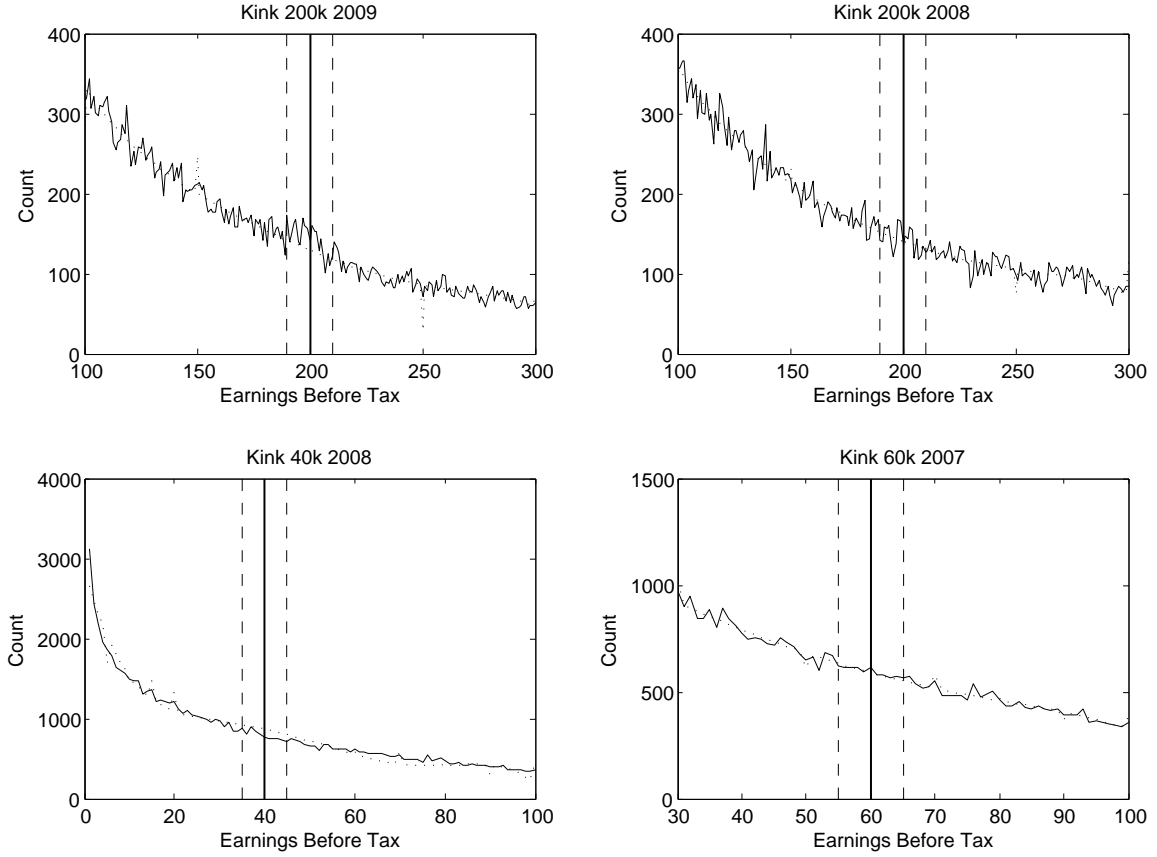 Kink 200k 2009
400
300
200
100
0
100 150 200 250 300
Count
Earnings Before Tax
Kink 200k 2008
400
300
200
100
0
100 150 200 250 300
Count
Earnings Before Tax
Kink 40k 2008
4000
3000
2000
1000
0
0 20 40 60 80 100
Count
Earnings Before Tax
Kink 60k 2007
1500
1000
500
0
30 40 50 60 70 80 90 100
Count
Earnings Before Tax